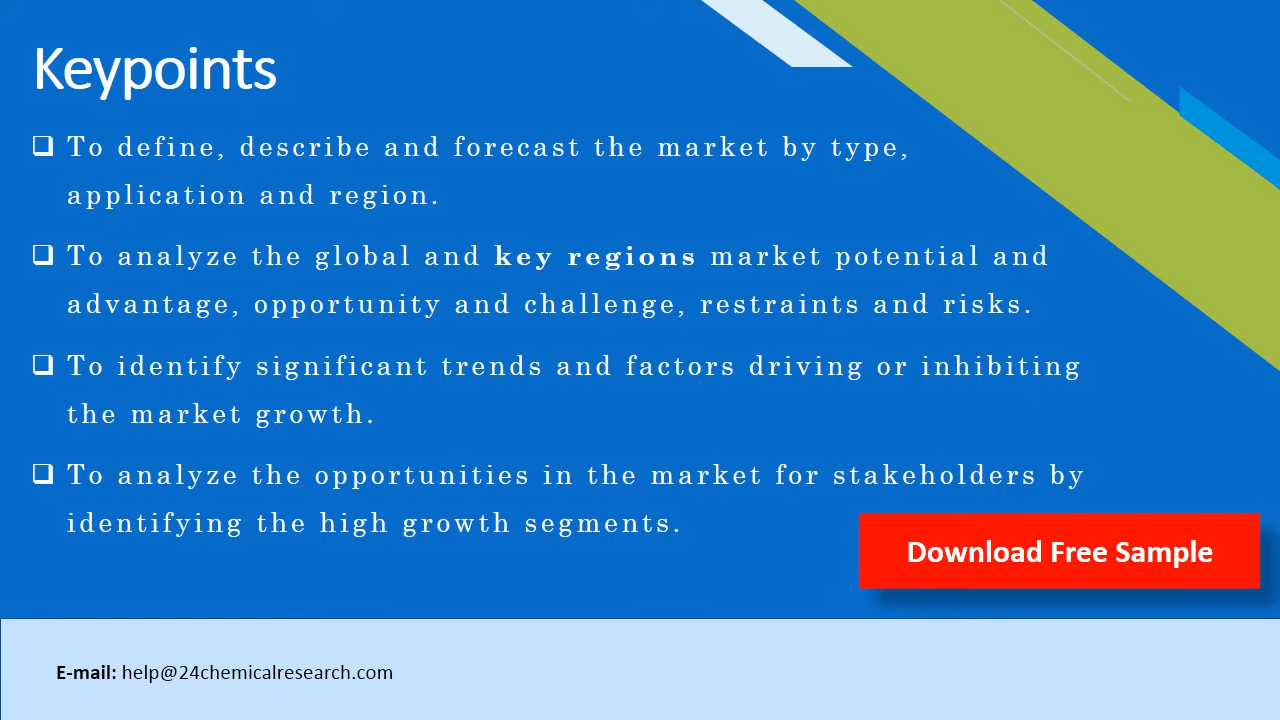 Keypoints
❑ To define, describe and forecast the market by type,
application and region.
❑ To analyze the global and key regions market potential and
advantage, opportunity and challenge, restraints and risks.
❑ To identify significant trends and factors driving or inhibiting
the market growth.
❑ To analyze the opportunities in the market for stakeholders by
identifying the high growth segments.
Download Free Sample
E-mail: help@24chemicalresearch.com